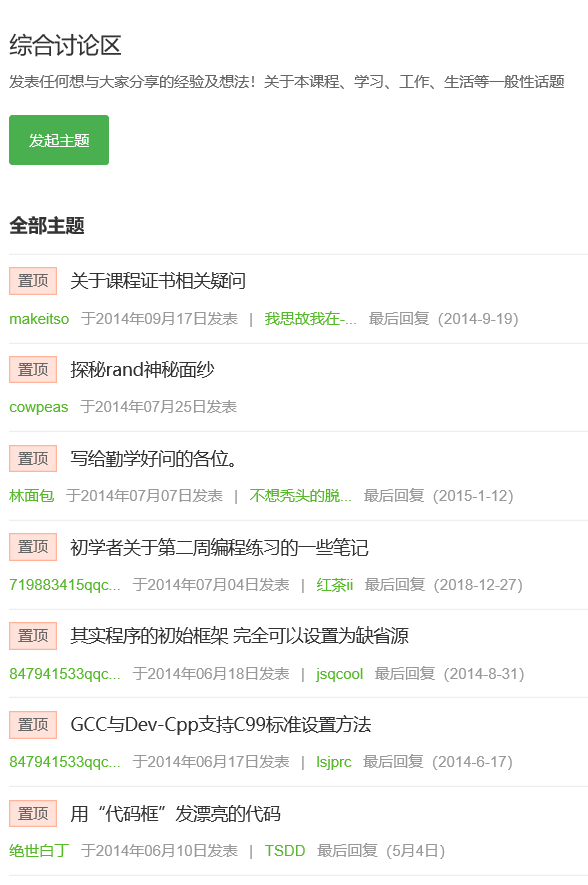 综合讨论区
发表任何想与大家分享的经验及想法！关于本课程、学习、工作、生活等一般性话题
发起主题
全部主题
置顶 关于课程证书相关疑问
makeitso 于2014年09月17日发表 | 我思故我在-... 最后回复（2014-9-19）
置顶 探秘rand神秘面纱
cowpeas 于2014年07月25日发表
置顶 写给勤学好问的各位。
林面包 于2014年07月07日发表 | 不想秃头的脱... 最后回复（2015-1-12）
置顶 初学者关于第二周编程练习的一些笔记
719883415qqc... 于2014年07月04日发表 | 红茶ii 最后回复（2018-12-27）
置顶 其实程序的初始框架 完全可以设置为缺省源
847941533qqc... 于2014年06月18日发表 | jsqcool 最后回复（2014-8-31）
置顶 GCC与Dev-Cpp支持C99标准设置方法
847941533qqc... 于2014年06月17日发表 | lsjprc 最后回复（2014-6-17）
置顶 用“代码框”发漂亮的代码
绝世白丁 于2014年06月10日发表 | TSDD 最后回复（5月4日）